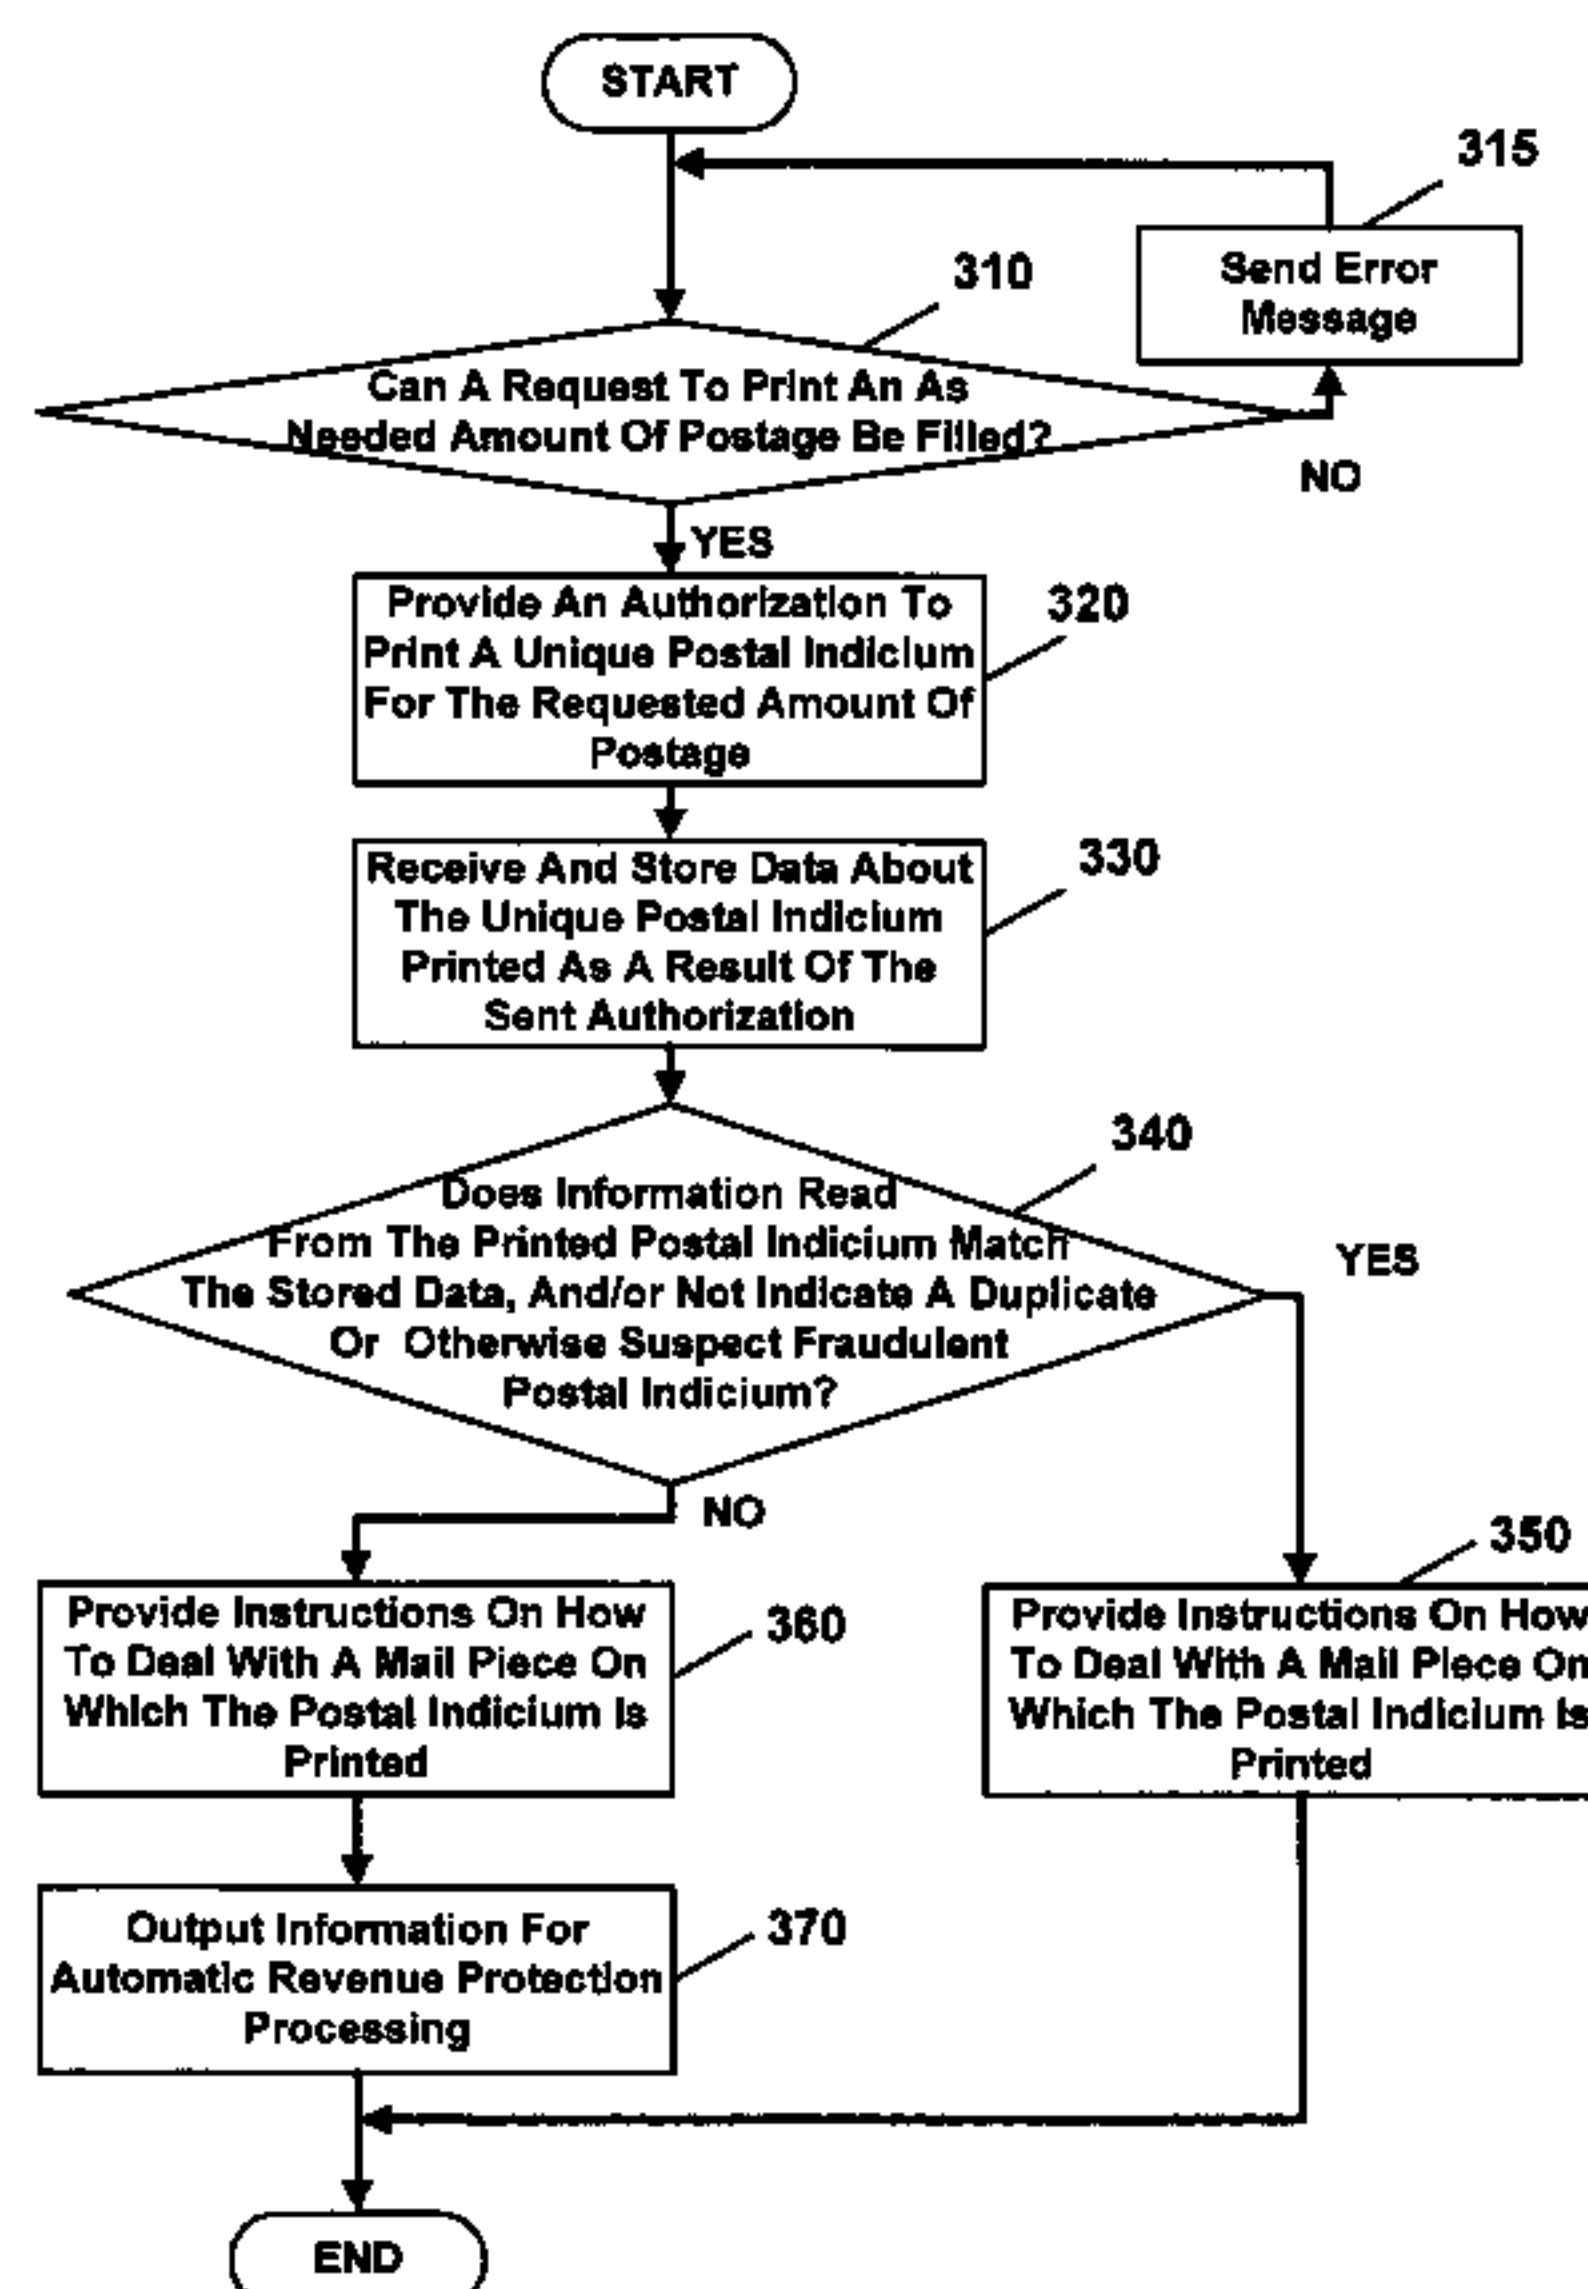 START
315
Send Error
Message
310
Can A Request To Print An As
Needed Amount Of Postage Be Filled?
NO
YES
Provide An Authorization To
Print A Unique Postal Indicium
For The Requested Amount Of
Postage
320
Receive And Store Data About
The Unique Postal Indicium
Printed As A Result Of The
Sent Authorization
330
340
Does Information Read
From The Printed Postal Indicium Match
The Stored Data, And/or Not Indicate A Duplicate
Or Otherwise Suspect Fraudulent
Postal Indicium?
YES
NO
350
Provide Instructions On How
To Deal With A Mail Piece On
Which The Postal Indicium Is
Printed
360
Provide Instructions On How
To Deal With A Mail Piece On
Which The Postal Indicium Is
Printed
Output Information For
Automatic Revenue Protection
Processing
370
END